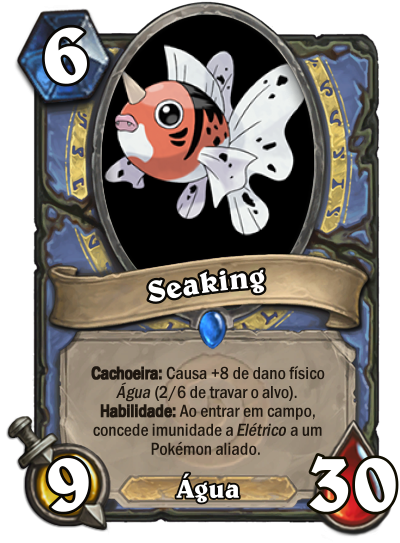 6
Seaking
Cachoeira: Causa +8 de dano físico
Água (2/6 de travar o alvo).
Habilidade: Ao entrar em campo,
concede imunidade a Elétrico a um
Pokémon aliado.
9
Água
30